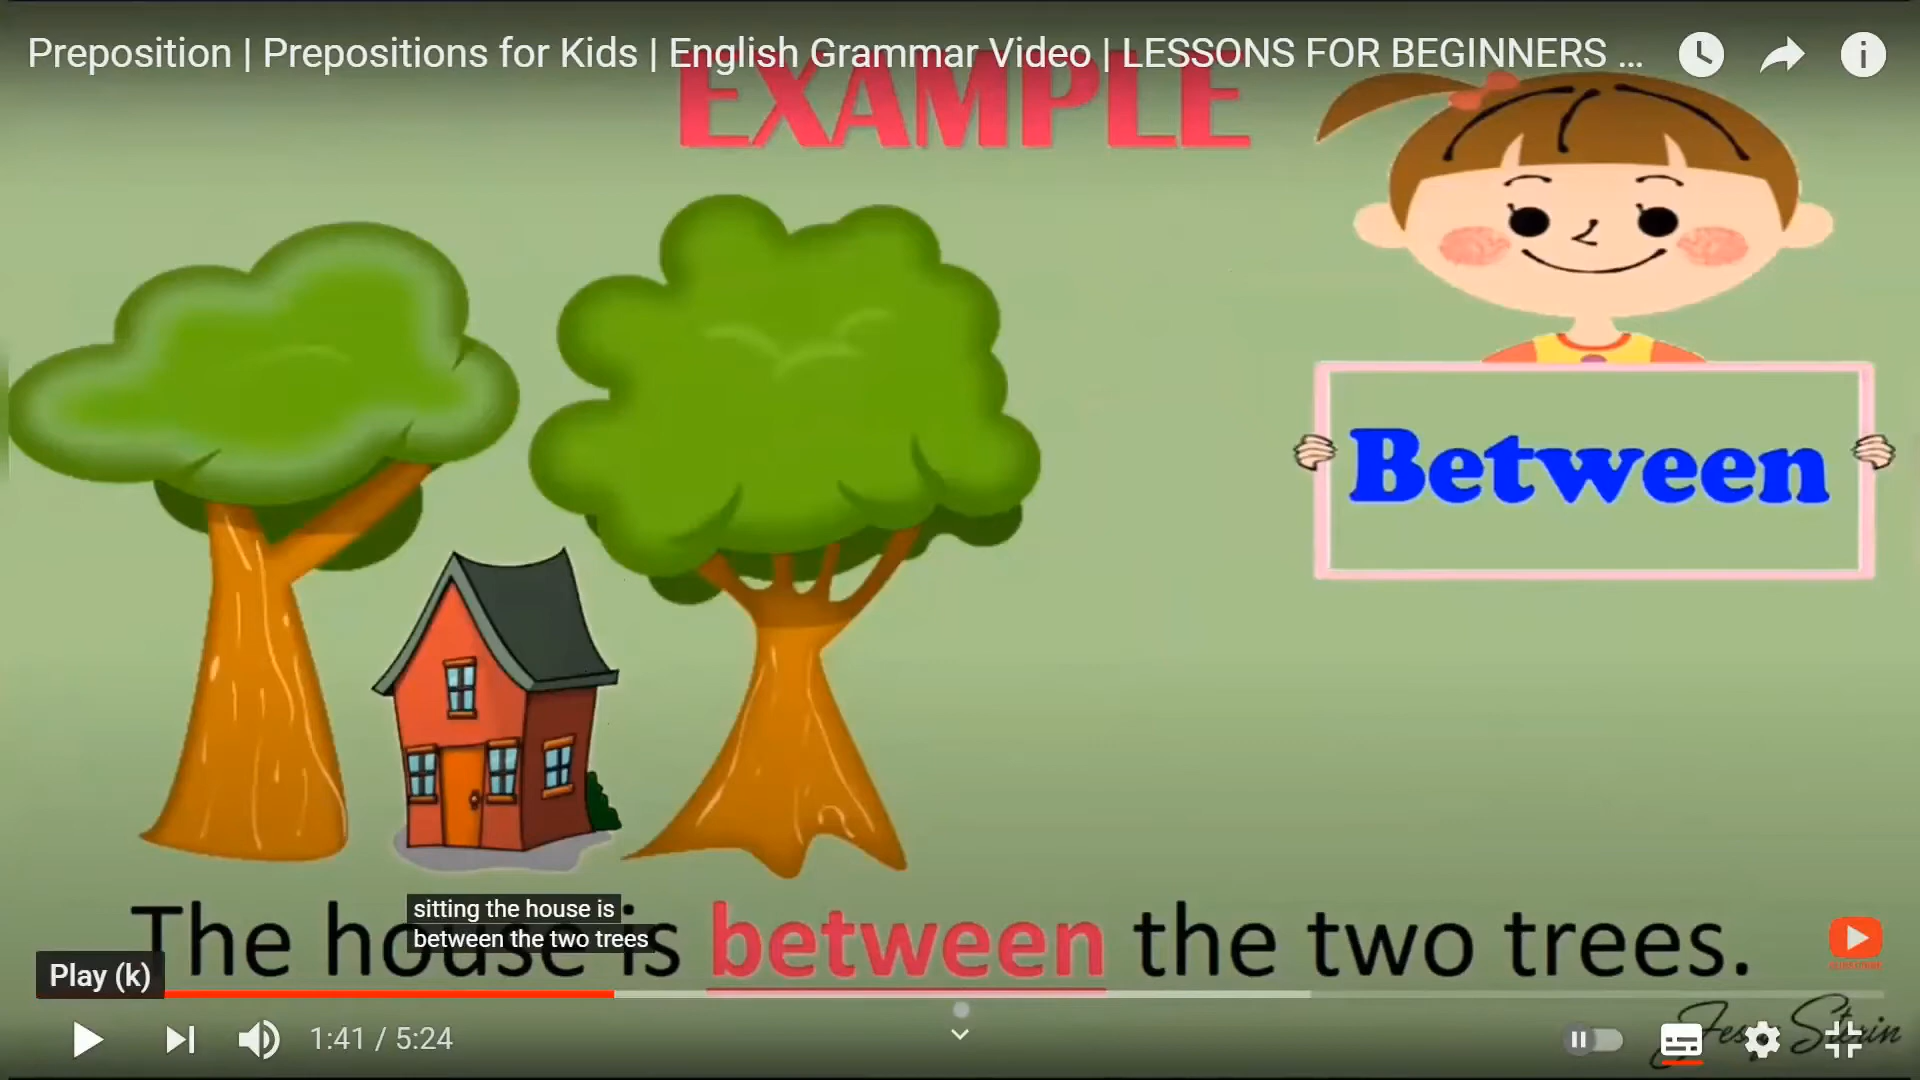 Preposition | Prepositions for Kids | English Grammar Video | LESSONS FOR BEGINNERS ...
EXAMPLE
Between
sitting the house is
between the two trees
The house is between the two trees.
Play (k)
1:41 / 5:24